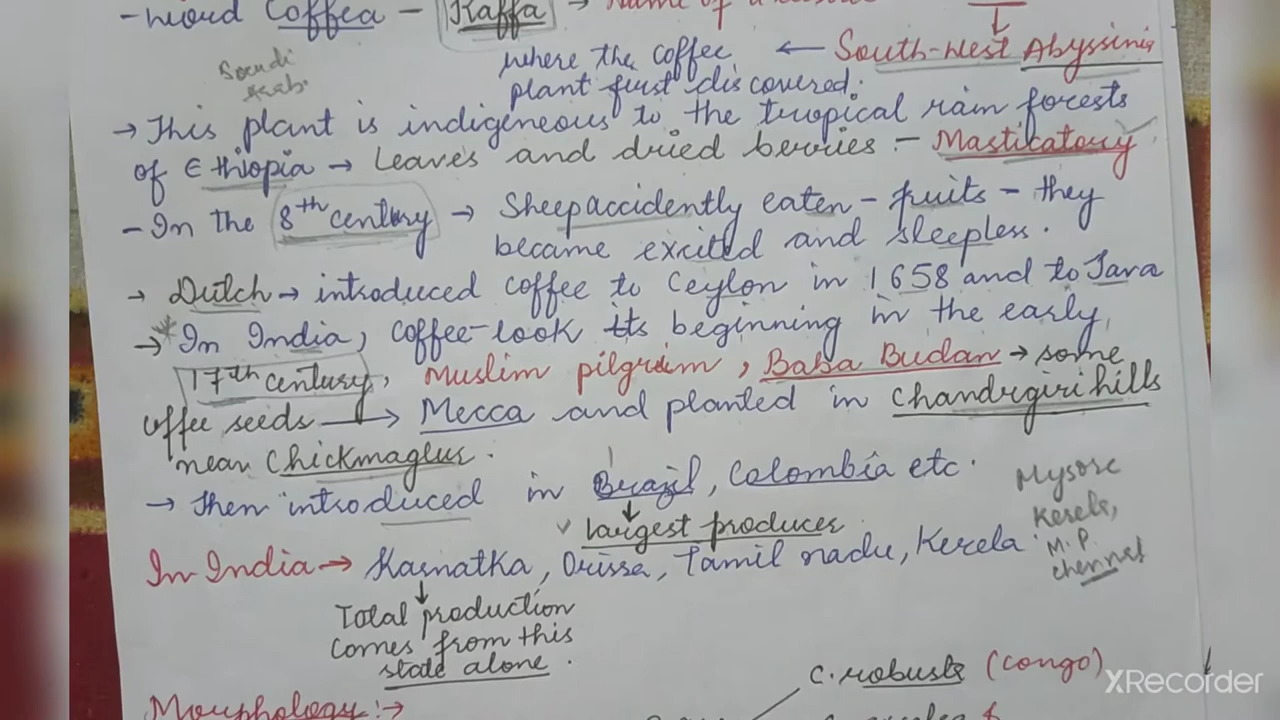 - word Coffea - Kaffa → Name of a
where the coffee ← South-West Abyssinia
Soudi
Arab.
plant first discovered.
→ This plant is indigeneous to the tropical rain forests
of Ethiopia → Leaves and dried berries - Masticatory
- In the 8th century → Sheep accidently eaten - fruits - they
became excited and sleepless.
→ Dutch → introduced coffee to Ceylon in 1658 and to Java
→ * In India, coffee-look its beginning in the early
17th century, Muslim pilgrim, Baba Budan → some
coffee seeds → Mecca and planted in Chandrgiri hills
near Chickmaglur.
→ Then introduced in Brazil, Colombia etc.
↓ largest producer
Mysore
Kerela,
M.P.
chennai
In India → Karnatka, Orissa, Tamil nadu, Kerela
↓
Total production
comes from this
state alone.
C. robusta (Congo)
Morphology :→
XRecorder